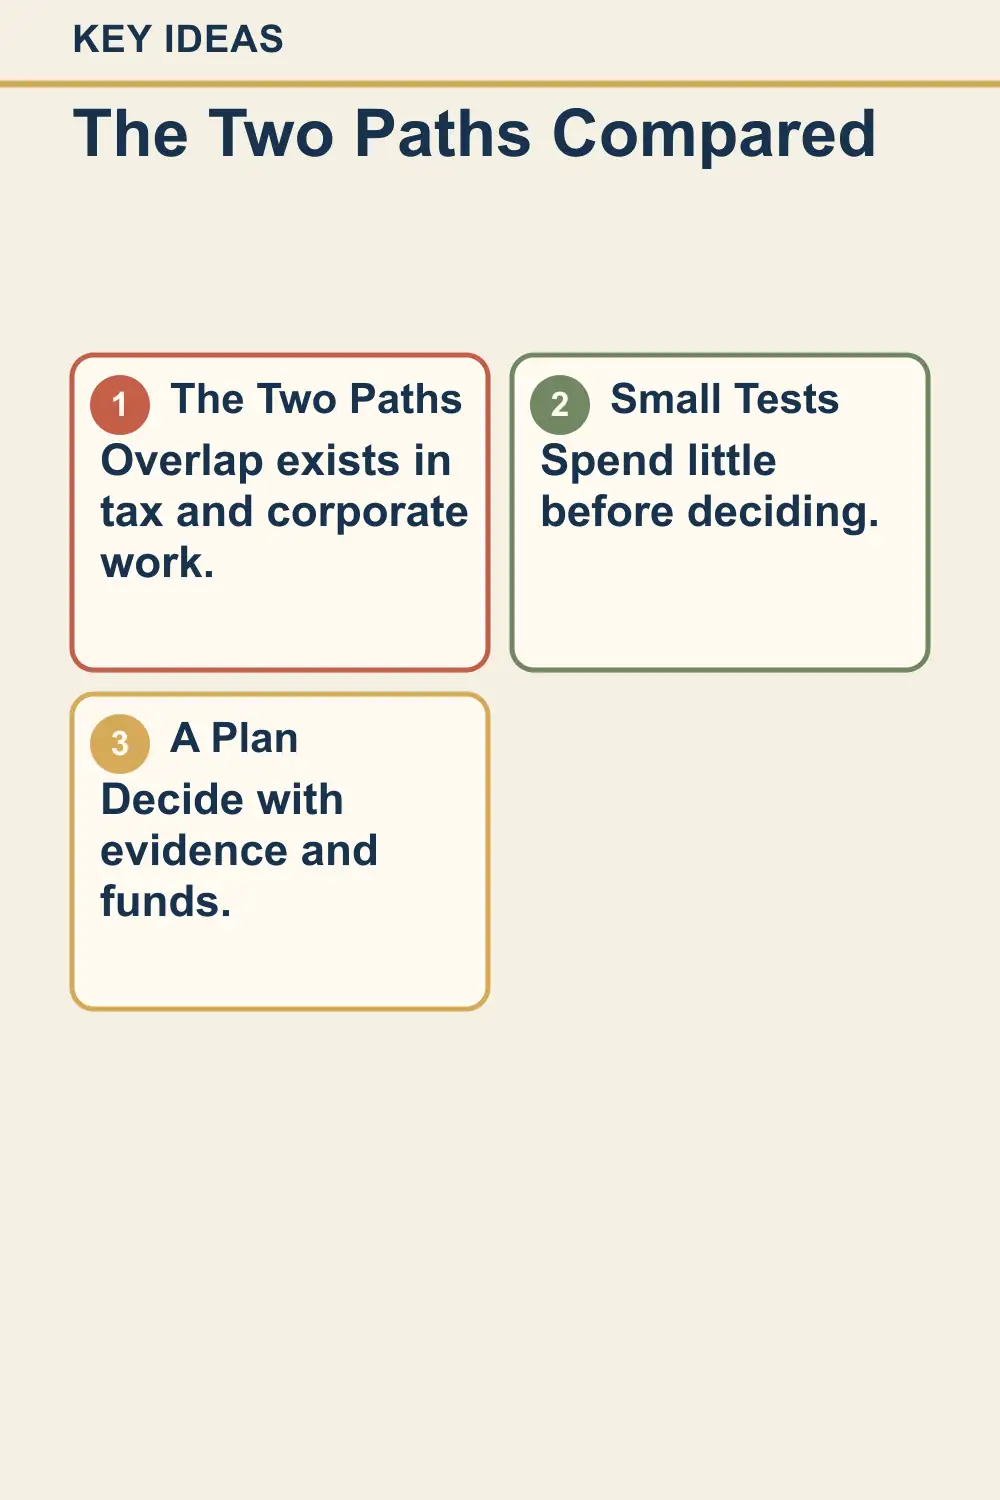 KEY IDEAS
The Two Paths Compared
1 The Two Paths
Overlap exists in
tax and corporate
work.
2 Small Tests
Spend little
before deciding.
3 A Plan
Decide with
evidence and
funds.